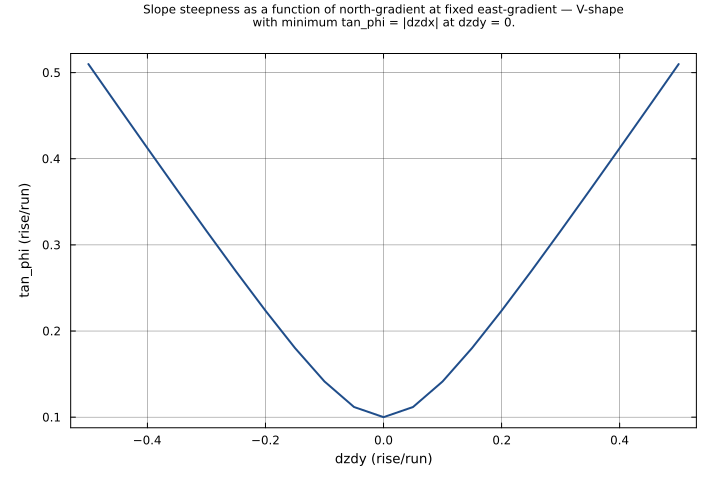 Slope steepness as a function of north-gradient at fixed east-gradient — V-shape
with minimum tan_phi = |dzdx| at dzdy = 0.
0.5
0.4
0.3
0.2
0.1
tan_phi (rise/run)
−0.4 −0.2 0.0 0.2 0.4
dzdy (rise/run)